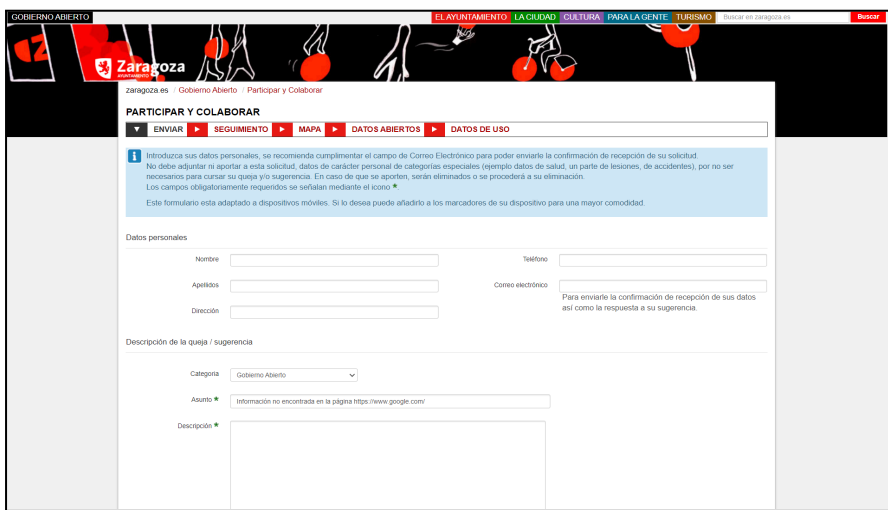 GOBIERNO ABIERTO
EL AYUNTAMIENTO LA CIUDAD CULTURA PARA LA GENTE TURISMO Buscar en zaragoza.es Buscar
Zaragoza
AYUNTAMIENTO
zaragoza.es / Gobierno Abierto / Participar y Colaborar
PARTICIPAR Y COLABORAR
ENVIAR SEGUIMIENTO MAPA DATOS ABIERTOS DATOS DE USO
Introduzca sus datos personales, se recomienda cumplimentar el campo de Correo Electrónico para poder enviarle la confirmación de recepción de su solicitud.
No debe adjuntar ni aportar a esta solicitud, datos de carácter personal de categorías especiales (ejemplo datos de salud, un parte de lesiones, de accidentes), por no ser
necesarios para cursar su queja y/o sugerencia. En caso de que se aporten, serán eliminados o se procederá a su eliminación.
Los campos obligatoriamente requeridos se señalan mediante el icono *
Este formulario esta adaptado a dispositivos móviles. Si lo desea puede añadirlo a los marcadores de su dispositivo para una mayor comodidad.
Datos personales
Nombre
Teléfono
Apellidos
Correo electrónico
Para enviarle la confirmación de recepción de sus datos
así como la respuesta a su sugerencia.
Dirección
Descripción de la queja / sugerencia
Categoria Gobierno Abierto
Asunto * Información no encontrada en la página https://www.google.com/
Descripción *